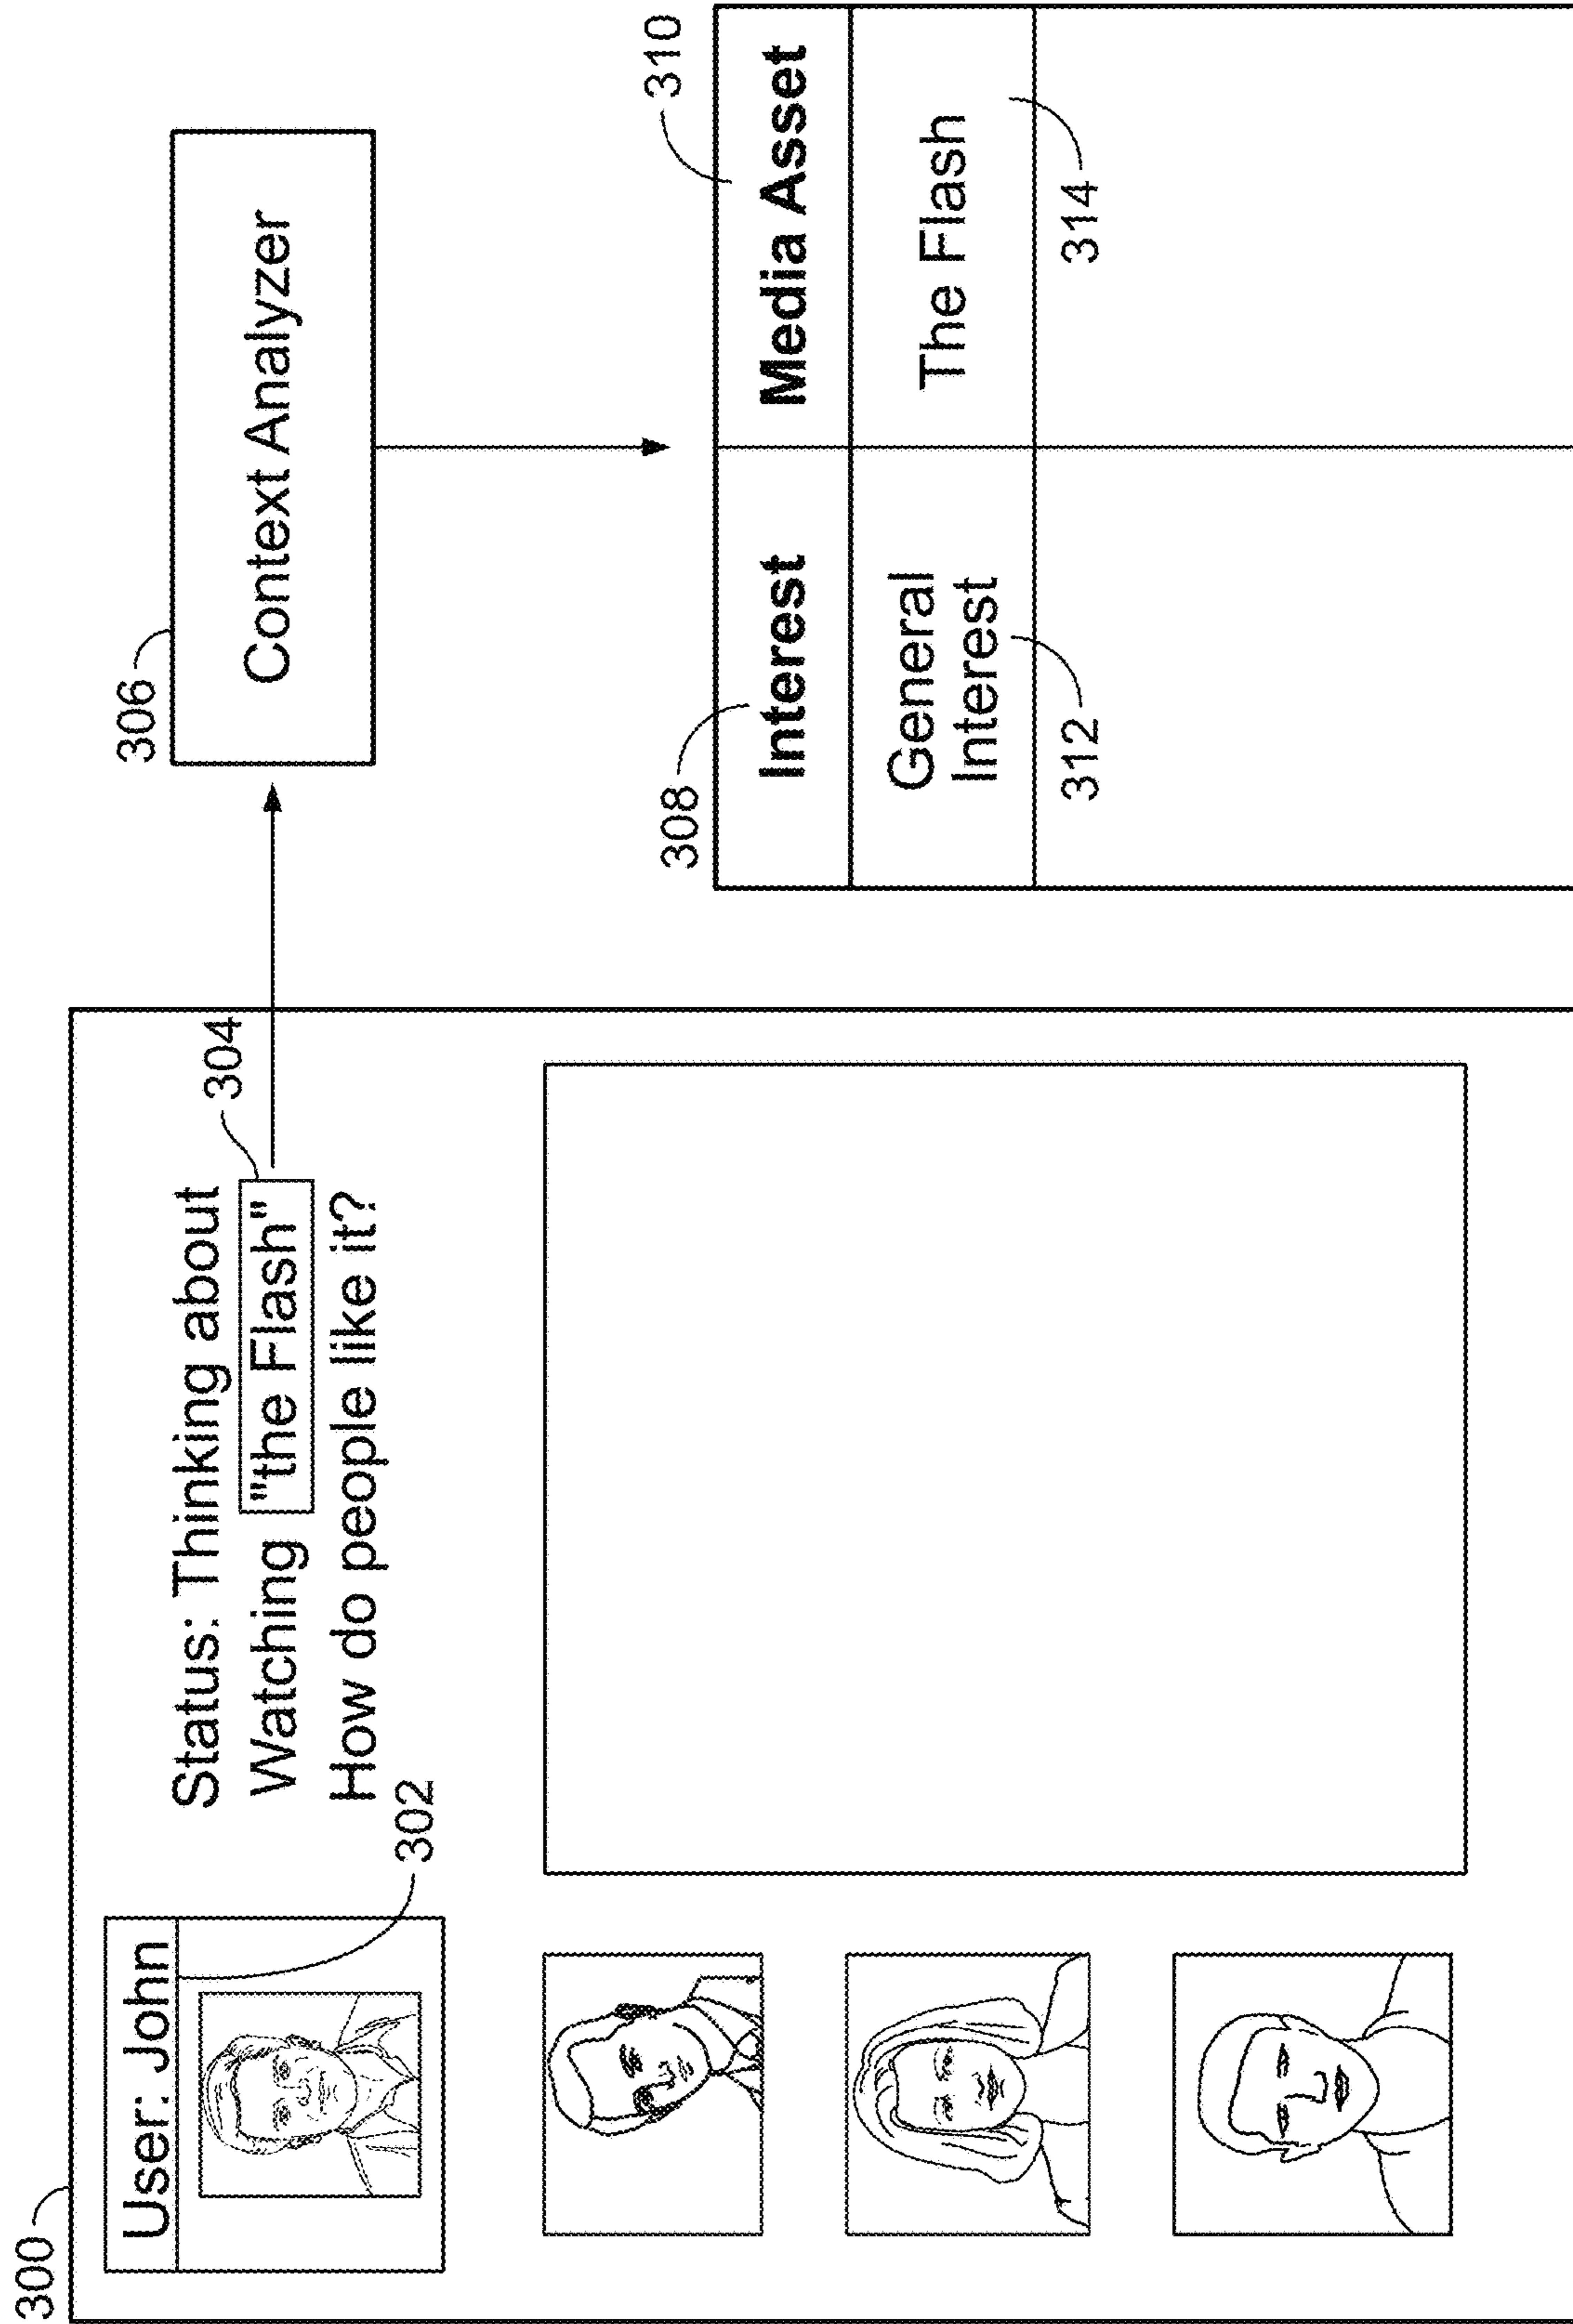 300
User: John
302
Status: Thinking about
Watching "the Flash"
How do people like it?
304
306
Context Analyzer
308
310
Interest
Media Asset
General
Interest
The Flash
312
314